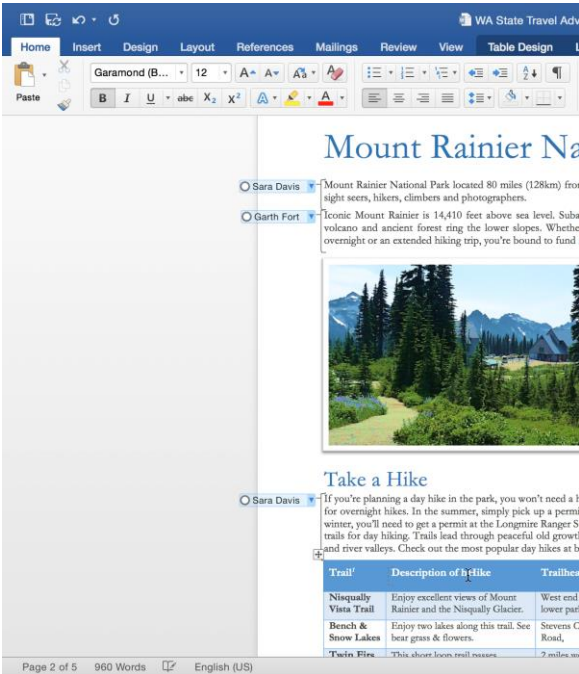 WA State Travel Adv
Home Insert Design Layout References Mailings Review View Table Design L
Paste
Garamond (B... 12 A A Aa
B I U abc X2 X2 A A
Mount Rainier Na
Sara Davis
Mount Rainier National Park located 80 miles (128km) fro
sight seers, hikers, climbers and photographers.
Garth Fort
Iconic Mount Rainier is 14,410 feet above sea level. Suba
volcano and ancient forest ring the lower slopes. Whethe
overnight or an extended hiking trip, you're bound to fund
Take a Hike
Sara Davis
If you're planning a day hike in the park, you won't need a h
for overnight hikes. In the summer, simply pick up a permi
winter, you'll need to get a permit at the Longmire Ranger S
trails for day hiking. Trails lead through peaceful old growt
and river valleys. Check out the most popular day hikes at b
Trail Description of Hike Trailhea
Nisqually Enjoy excellent views of Mount West end
Vista Trail Rainier and the Nisqually Glacier. lower par
Bench & Enjoy two lakes along this trail. See Stevens C
Snow Lakes bear grass & flowers. Road,
Twin Firs This short loop trail passes 2 miles we
Page 2 of 5 960 Words English (US)